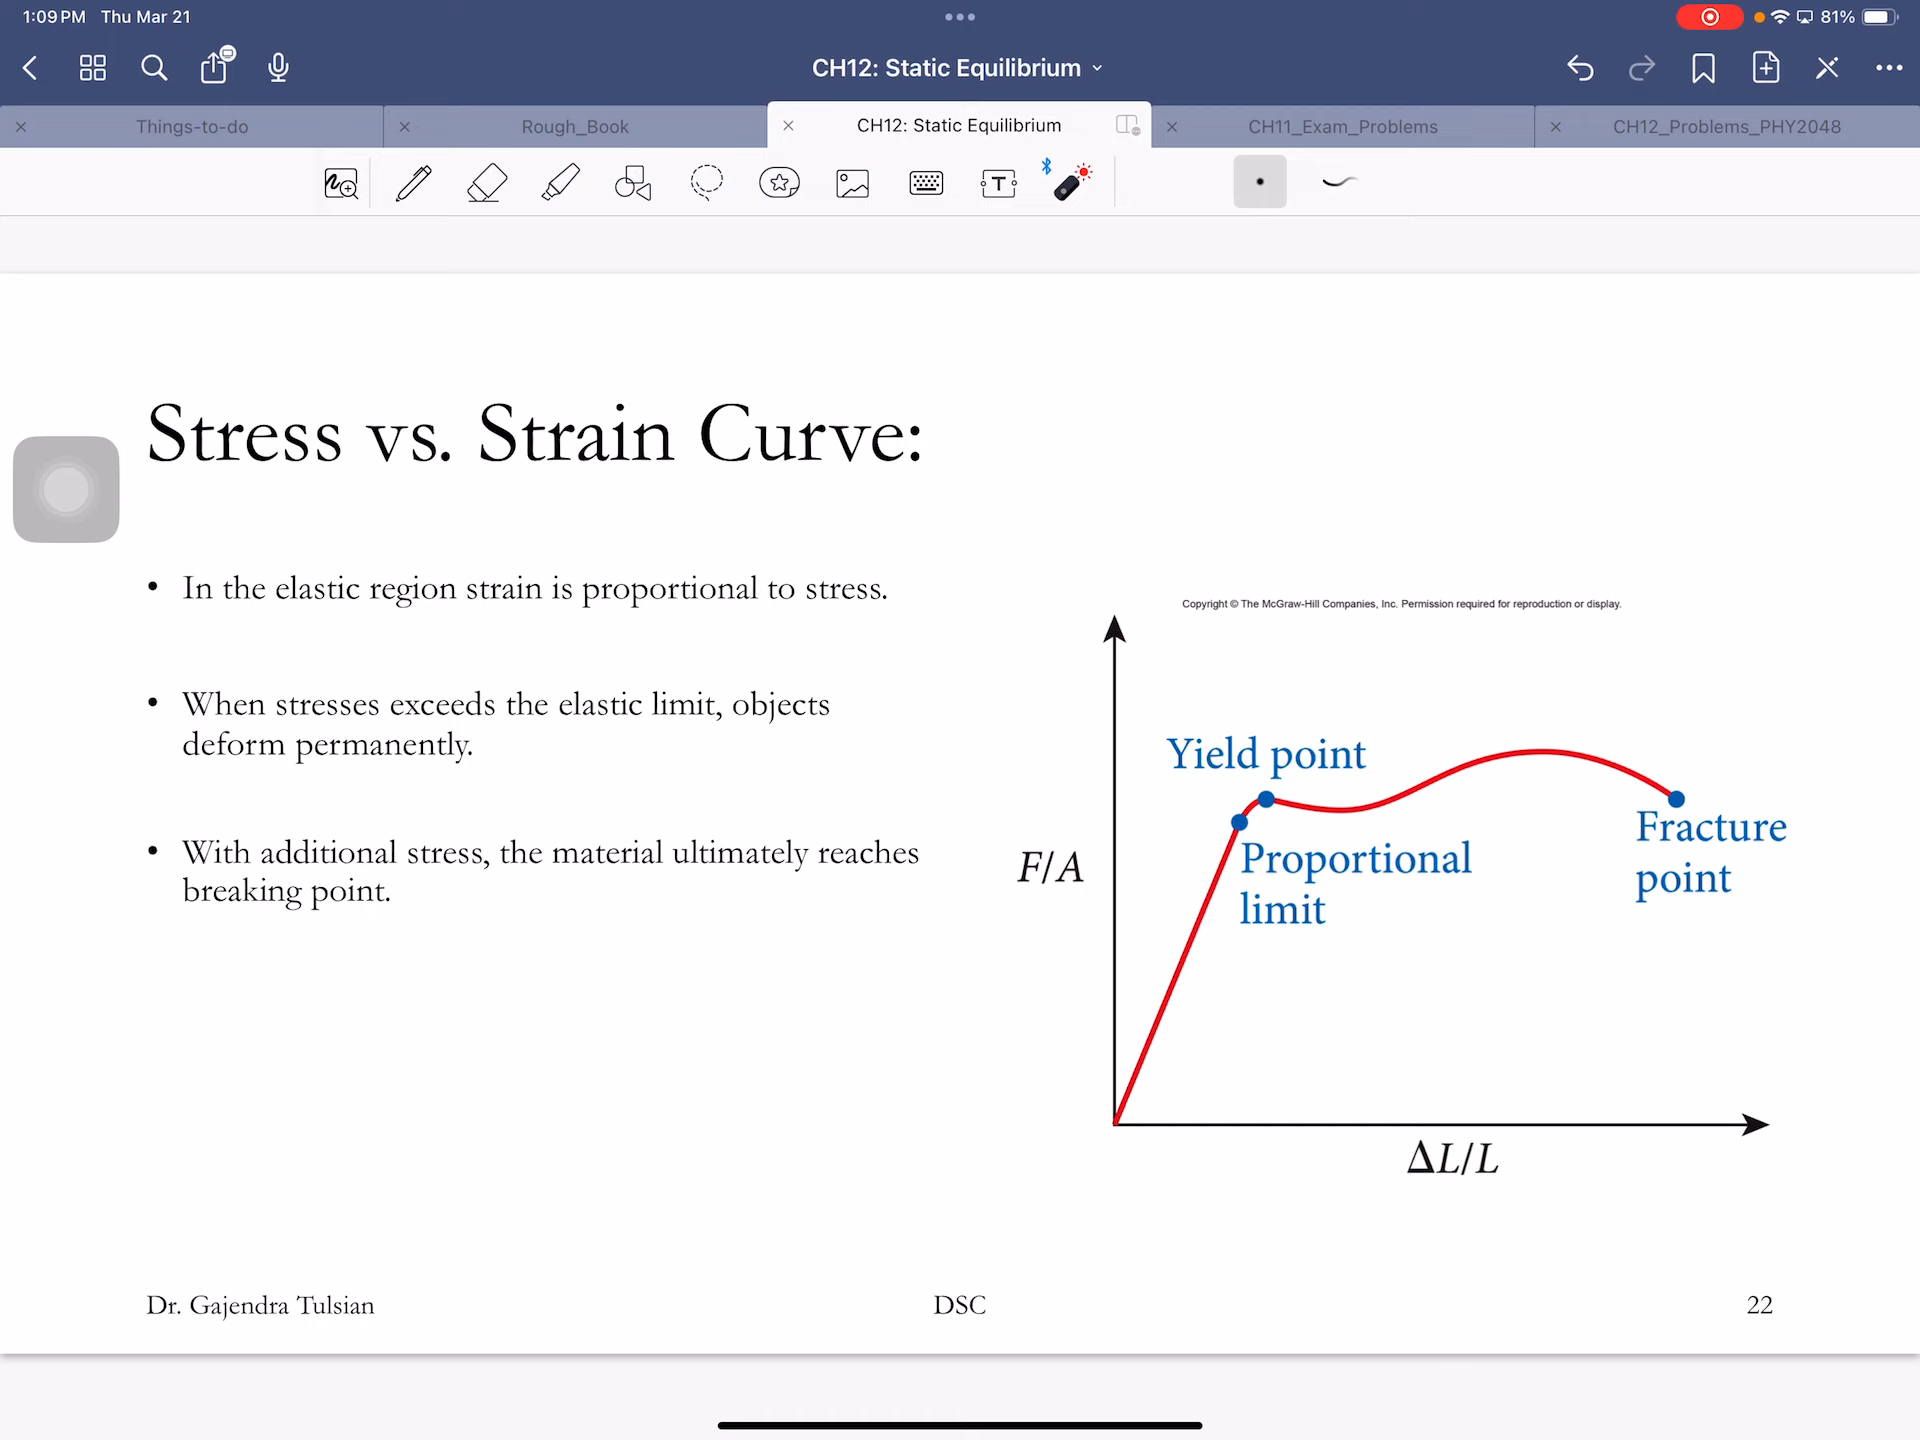 1:09 PM Thu Mar 21
81%
CH12: Static Equilibrium
Things-to-do
Rough_Book
CH12: Static Equilibrium
CH11_Exam_Problems
CH12_Problems_PHY2048
T
Stress vs. Strain Curve:
• In the elastic region strain is proportional to stress.
• When stresses exceeds the elastic limit, objects
deform permanently.
• With additional stress, the material ultimately reaches
breaking point.
Copyright © The McGraw-Hill Companies, Inc. Permission required for reproduction or display.
Yield point
Proportional
limit
Fracture
point
F/A
ΔL/L
Dr. Gajendra Tulsian
DSC
22